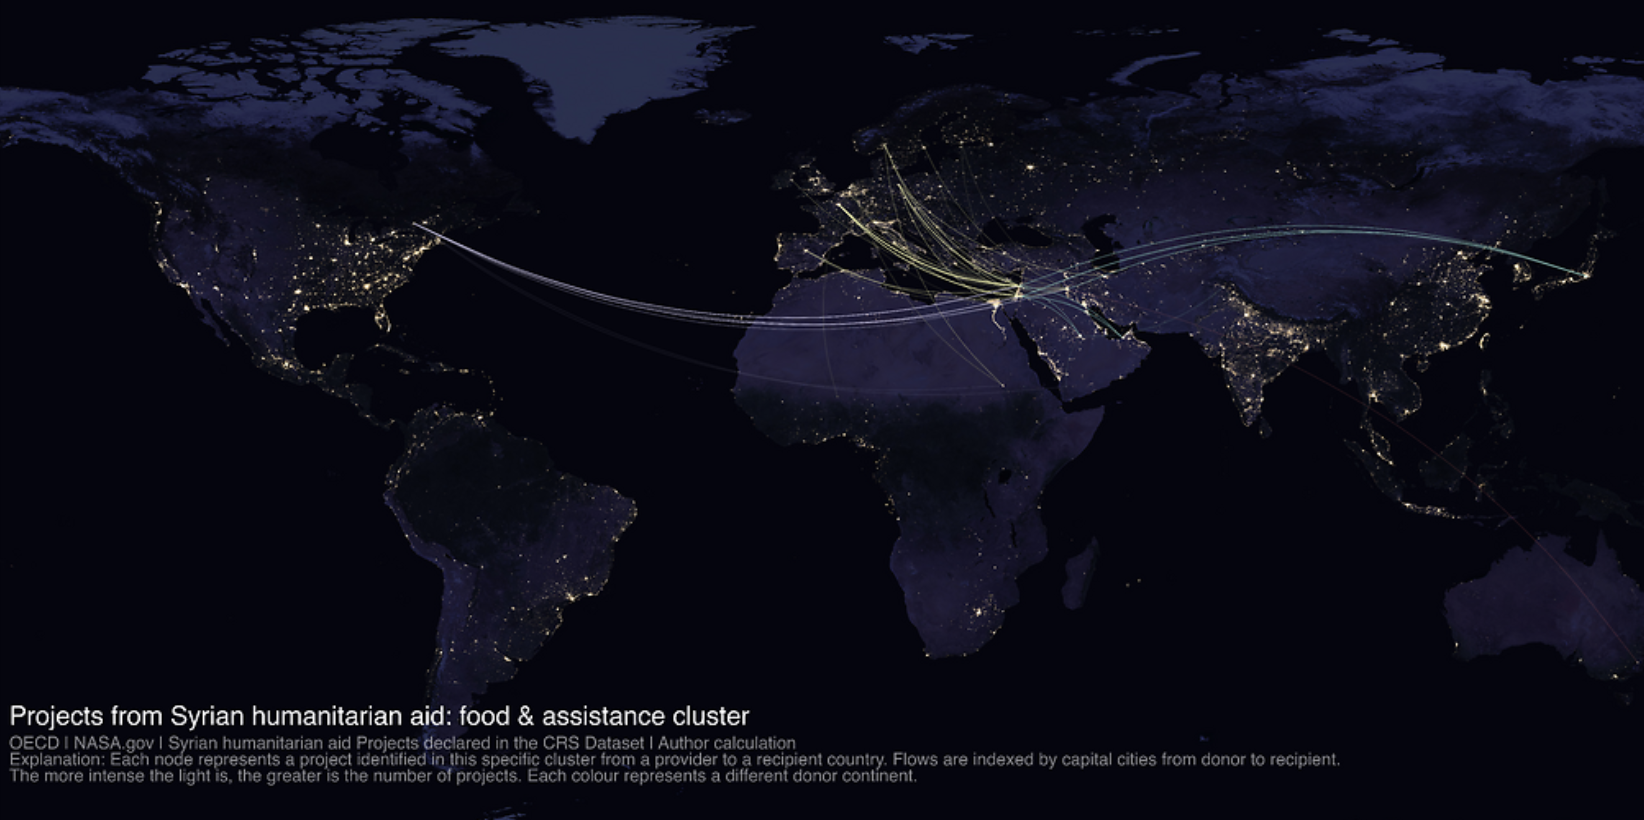 Projects from Syrian humanitarian aid: food & assistance cluster
OECD | NASA.gov | Syrian humanitarian aid Projects declared in the CRS Dataset | Author calculation
Explanation: Each node represents a project identified in this specific cluster from a provider to a recipient country. Flows are indexed by capital cities from donor to recipient.
The more intense the light is, the greater is the number of projects. Each colour represents a different donor continent.